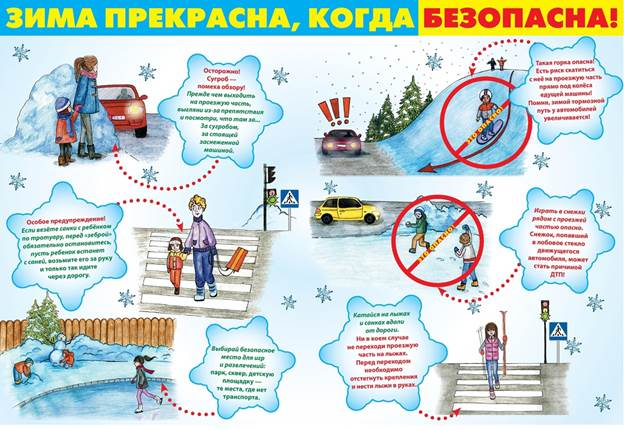 ЗИМА ПРЕКРАСНА, КОГДА БЕЗОПАСНА!
Осторожно!
Сугроб —
помеха обзору!
Прежде чем выходить
на проезжую часть,
выгляни из-за препятствия
и посмотри, что там за...
За сугробом,
за стоящей
заснеженной
машиной.
Такая горка опасна!
Есть риск скатиться
с неё на проезжую часть
прямо под колёса
едущей машины!
Помни, зимой тормозной
путь у автомобилей
увеличивается!
!!!
ЭТО ОПАСНО!
Особое предупреждение!
Если везёте санки с ребёнком
по тротуару, перед «зеброй»
обязательно остановитесь,
пусть ребенок встанет
с саней, возьмите его за руку
и только так идите
через дорогу.
Играть в снежки
рядом с проезжей
частью опасно.
Снежок, попавший
в лобовое стекло
движущегося
автомобиля, может
стать причиной
ДТП!
ЭТО ОПАСНО!
Выбирай безопасное
место для игр
и развлечений:
парк, сквер, детскую
площадку —
те места, где нет
транспорта.
Катайся на лыжах
и санках вдали
от дороги.
Ни в коем случае
не переходи проезжую
часть на лыжах.
Перед переходом
необходимо
отстегнуть крепления
и нести лыжи в руках.